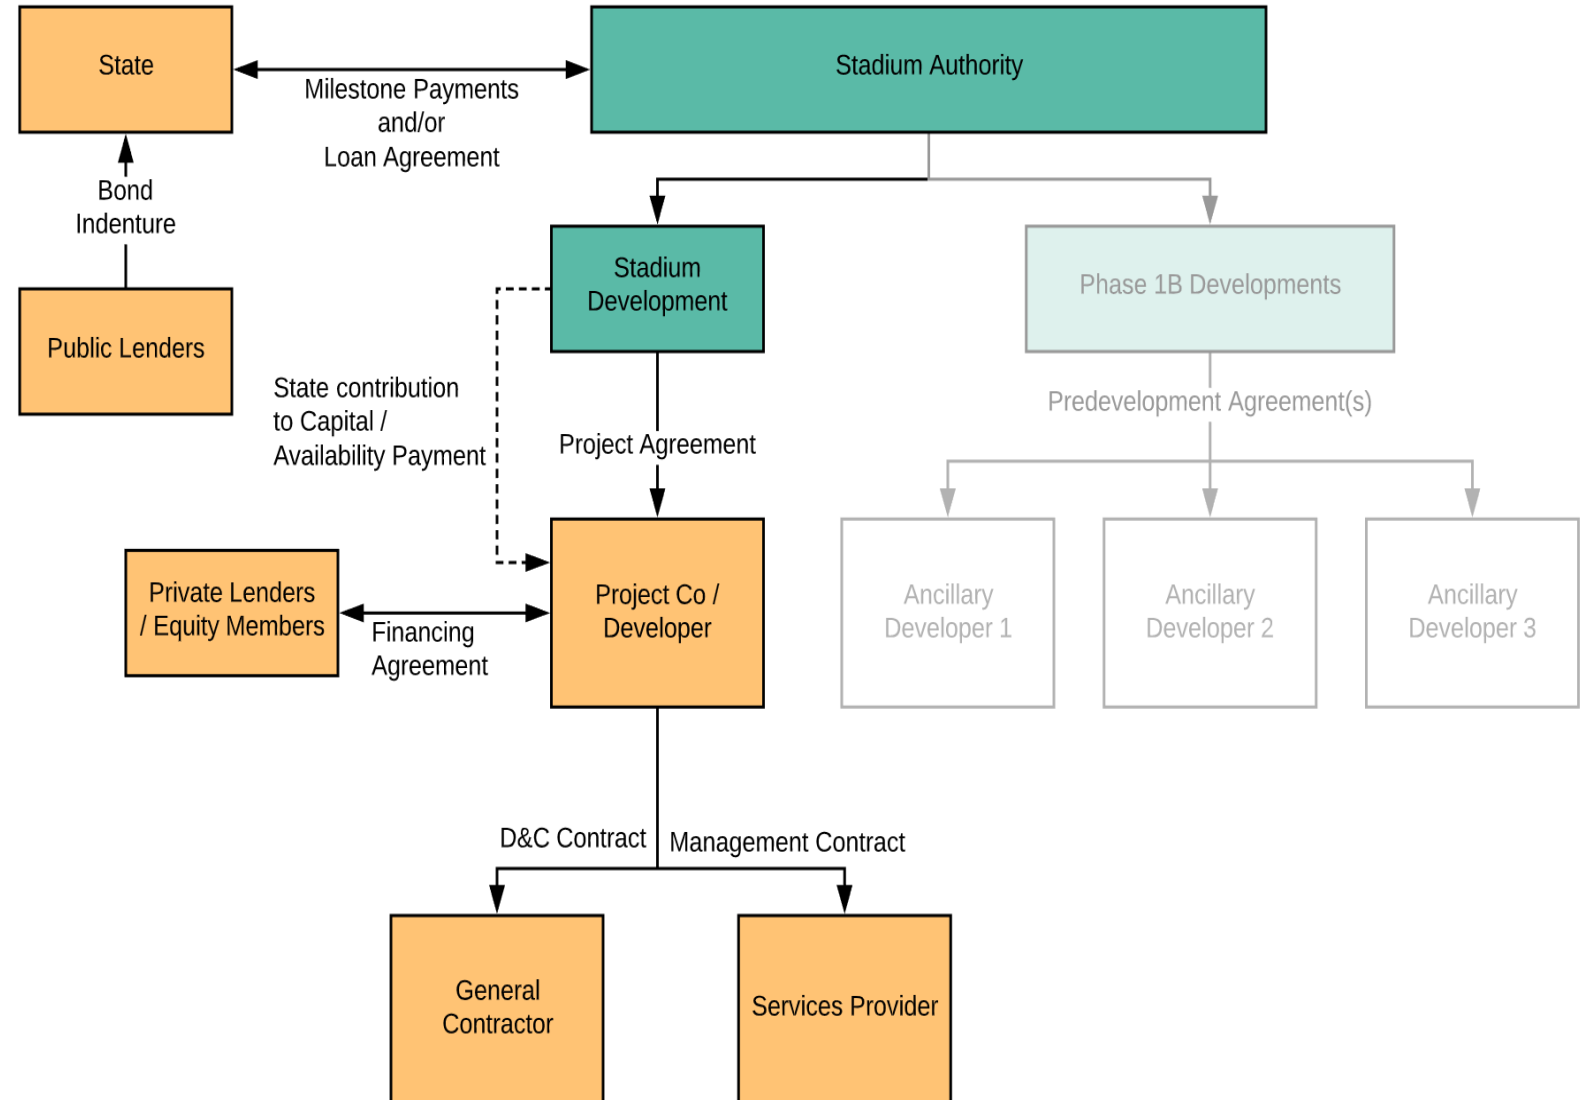 State
Stadium Authority
Milestone Payments
and/or
Loan Agreement
Bond
Indenture
Stadium
Development
Phase 1B Developments
Public Lenders
State contribution
to Capital /
Availability Payment
Project Agreement
Predevelopment Agreement(s)
Private Lenders
/ Equity Members
Financing
Agreement
Project Co /
Developer
Ancillary
Developer 1
Ancillary
Developer 2
Ancillary
Developer 3
D&C Contract
Management Contract
General
Contractor
Services Provider